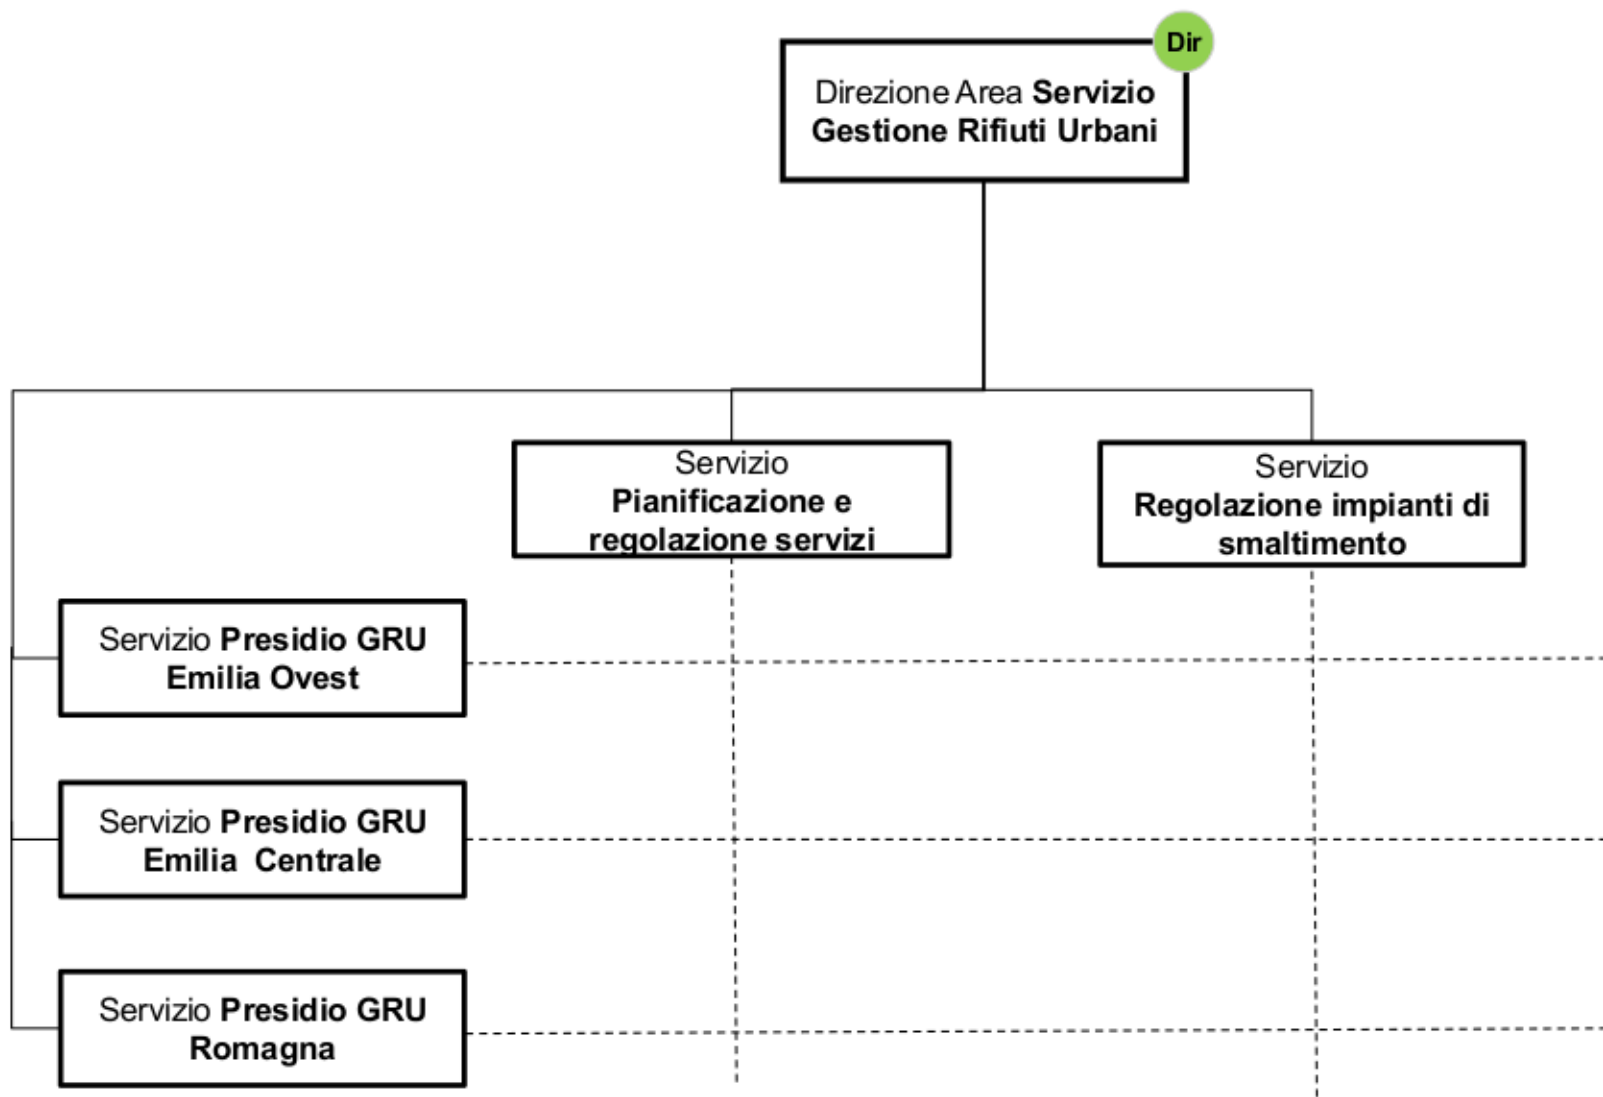 Dir
Direzione Area Servizio
Gestione Rifiuti Urbani
Servizio
Pianificazione e
regolazione servizi
Servizio
Regolazione impianti di
smaltimento
Servizio Presidio GRU
Emilia Ovest
Servizio Presidio GRU
Emilia Centrale
Servizio Presidio GRU
Romagna